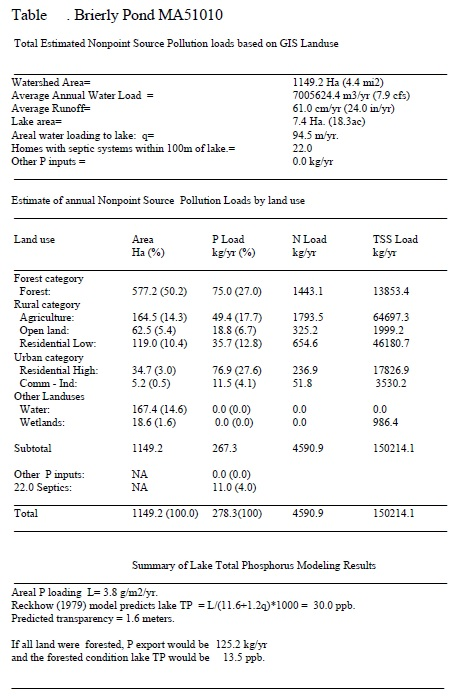 Table . Brierly Pond MA51010
Total Estimated Nonpoint Source Pollution loads based on GIS Landuse
Watershed Area= 1149.2 Ha (4.4 mi2)
Average Annual Water Load = 7005624.4 m3/yr (7.9 cfs)
Average Runoff= 61.0 cm/yr (24.0 in/yr)
Lake area= 7.4 Ha. (18.3ac)
Areal water loading to lake: q= 94.5 m/yr.
Homes with septic systems within 100m of lake.= 22.0
Other P inputs = 0.0 kg/yr
Estimate of annual Nonpoint Source Pollution Loads by land use
Land use Area P Load N Load TSS Load
Ha (%) kg/yr (%) kg/yr kg/yr
Forest category
Forest: 577.2 (50.2) 75.0 (27.0) 1443.1 13853.4
Rural category
Agriculture: 164.5 (14.3) 49.4 (17.7) 1793.5 64697.3
Open land: 62.5 (5.4) 18.8 (6.7) 325.2 1999.2
Residential Low: 119.0 (10.4) 35.7 (12.8) 654.6 46180.7
Urban category
Residential High: 34.7 (3.0) 76.9 (27.6) 236.9 17826.9
Comm - Ind: 5.2 (0.5) 11.5 (4.1) 51.8 3530.2
Other Landuses
Water: 167.4 (14.6) 0.0 (0.0) 0.0 0.0
Wetlands: 18.6 (1.6) 0.0 (0.0) 0.0 986.4
Subtotal 1149.2 267.3 4590.9 150214.1
Other P inputs: NA 0.0 (0.0)
22.0 Septics: NA 11.0 (4.0)
Total 1149.2 (100.0) 278.3(100) 4590.9 150214.1
Summary of Lake Total Phosphorus Modeling Results
Areal P loading L= 3.8 g/m2/yr.
Reckhow (1979) model predicts lake TP = L/(11.6+1.2q)*1000 = 30.0 ppb.
Predicted transparency = 1.6 meters.
If all land were forested, P export would be 125.2 kg/yr
and the forested condition lake TP would be 13.5 ppb.